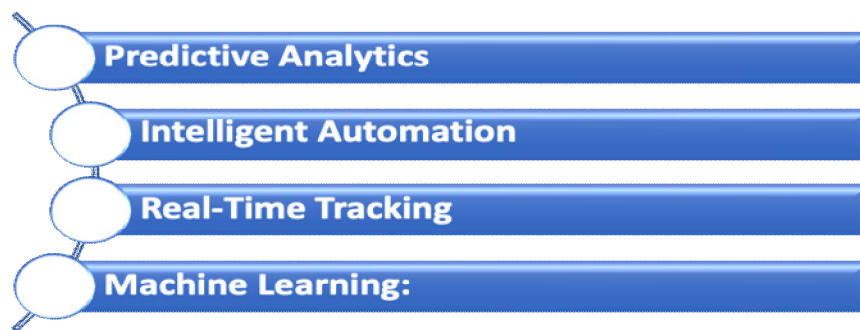 Predictive Analytics
Intelligent Automation
Real-Time Tracking
Machine Learning: